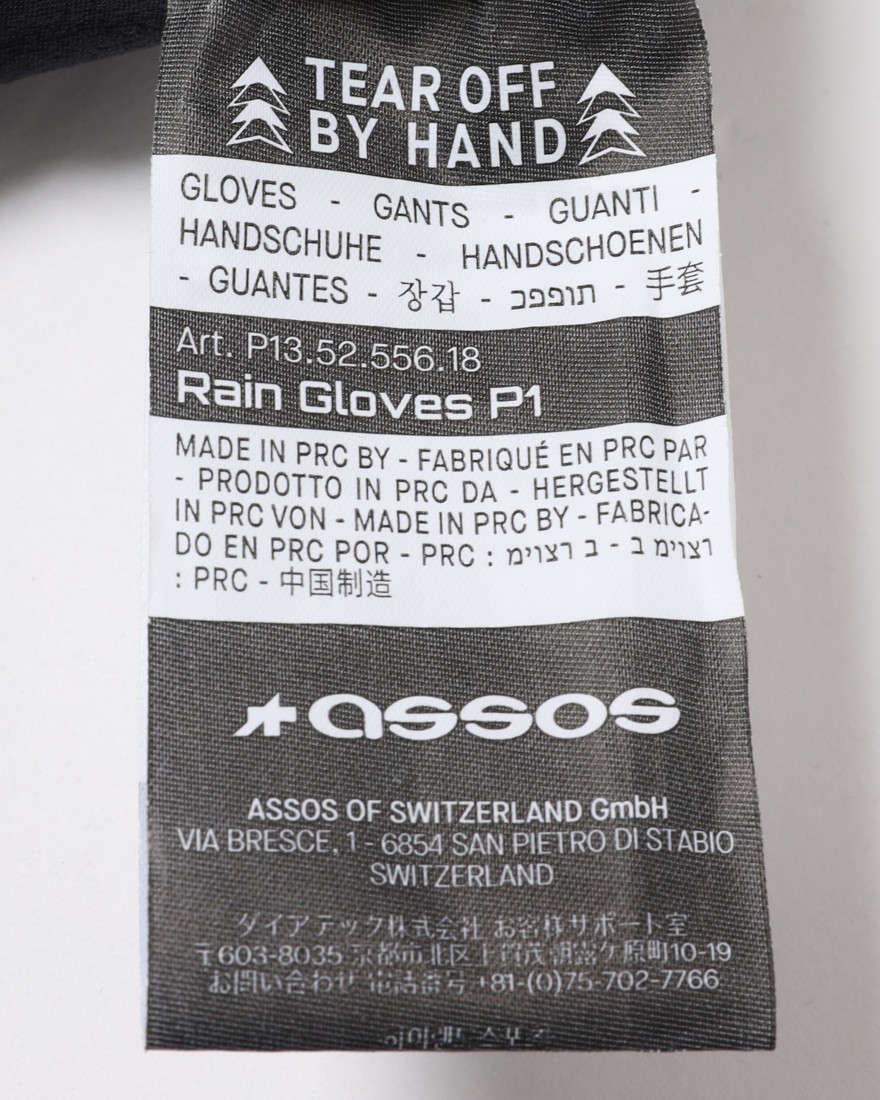 TEAR OFF
BY HAND
GLOVES - GANTS - GUANTI -
HANDSCHUHE - HANDSCHOENEN
- GUANTES - 장갑 - תופפכ - 手套
Art. P13.52.556.18
Rain Gloves P1
MADE IN PRC BY - FABRIQUÉ EN PRC PAR
- PRODOTTO IN PRC DA - HERGESTELLT
IN PRC VON - MADE IN PRC BY - FABRICA-
DO EN PRC POR - PRC : רצוימ ב - ב רצוימ
: PRC - 中国制造
assos
ASSOS OF SWITZERLAND GmbH
VIA BRESCE, 1 - 6854 SAN PIETRO DI STABIO
SWITZERLAND
ダイアテック株式会社 お客様サポート室
〒603-8035 京都市北区上賀茂朝露ケ原町10-19
お問い合わせ 電話番号 +81-(0)75-702-7766